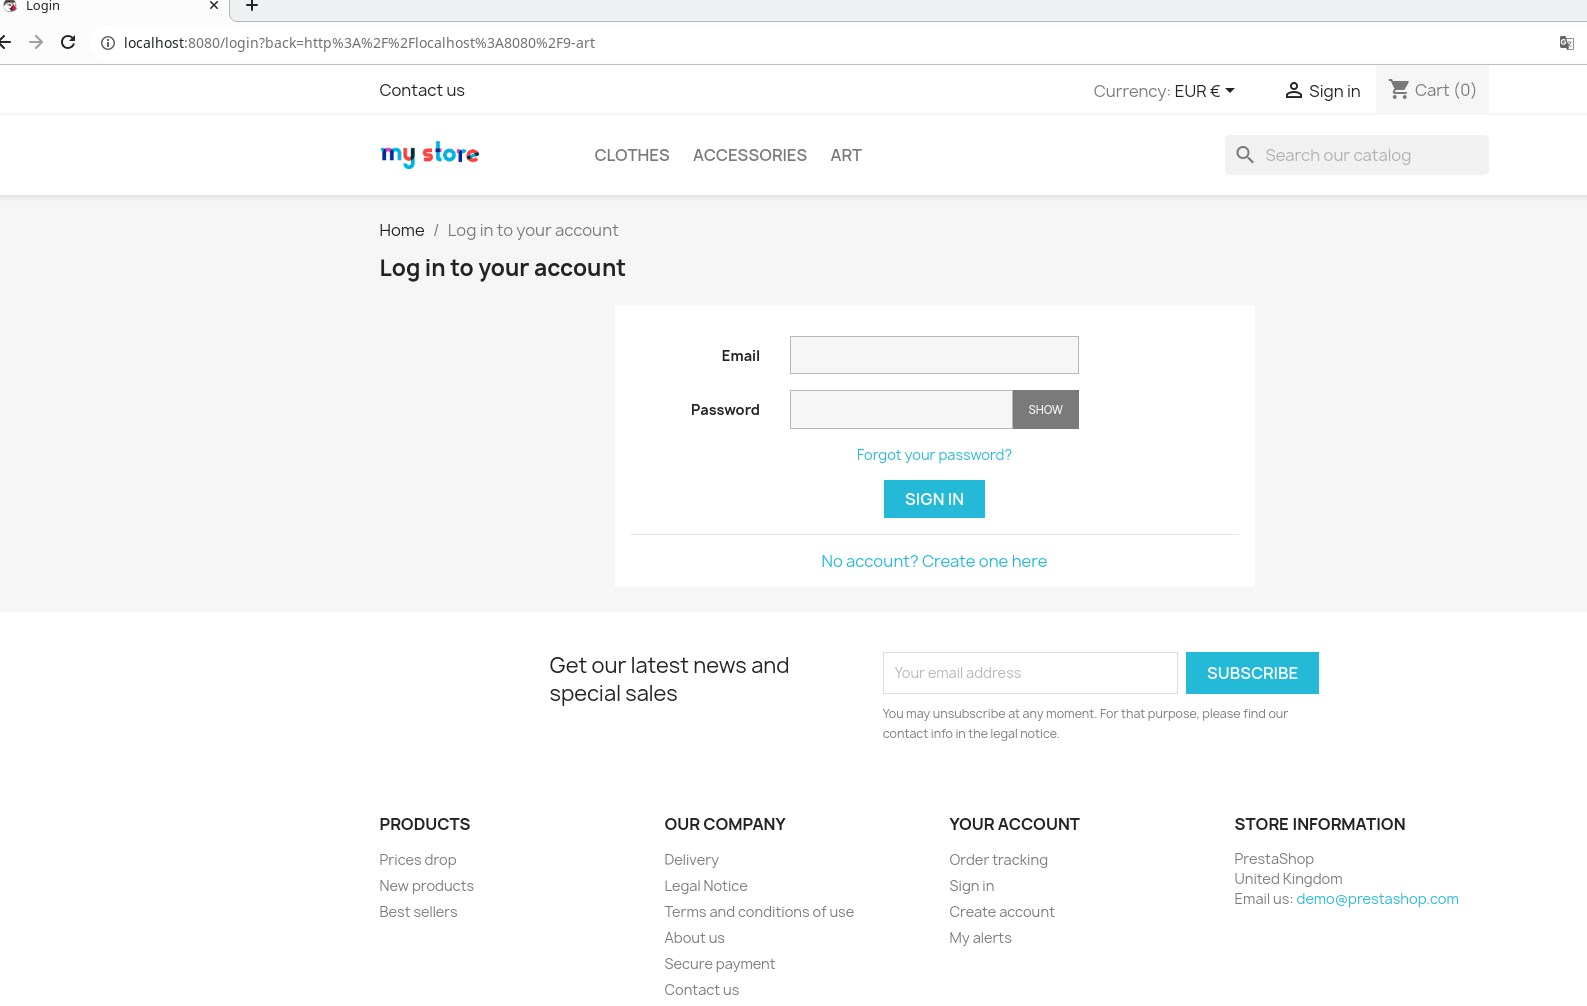 Login
localhost:8080/login?back=http%3A%2F%2Flocalhost%3A8080%2F9-art
Contact us
Currency: EUR €
Sign in
Cart (0)
my store
CLOTHES
ACCESSORIES
ART
Search our catalog
Home / Log in to your account
Log in to your account
Email
Password
SHOW
Forgot your password?
SIGN IN
No account? Create one here
Get our latest news and
special sales
Your email address
SUBSCRIBE
You may unsubscribe at any moment. For that purpose, please find our
contact info in the legal notice.
PRODUCTS
Prices drop
New products
Best sellers
OUR COMPANY
Delivery
Legal Notice
Terms and conditions of use
About us
Secure payment
Contact us
YOUR ACCOUNT
Order tracking
Sign in
Create account
My alerts
STORE INFORMATION
PrestaShop
United Kingdom
Email us: demo@prestashop.com